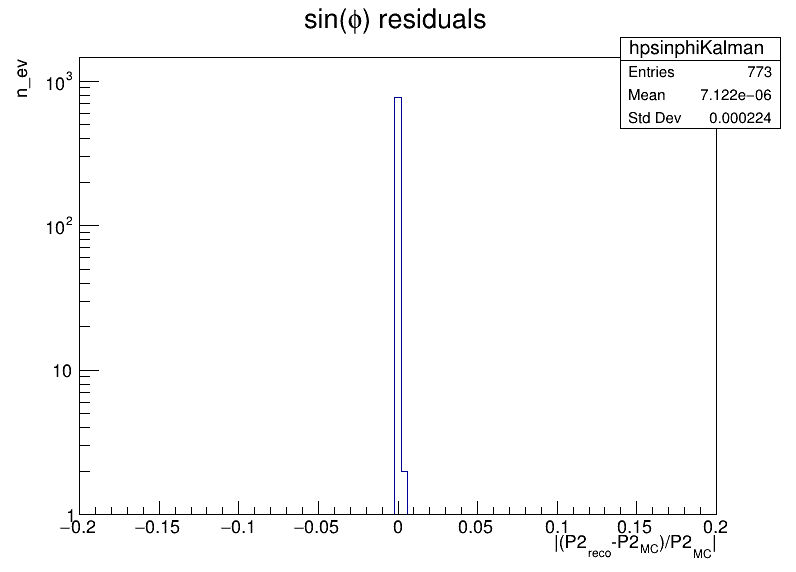 sin(ϕ) residuals
hpsinphiKalman
Entries 773
Mean 7.122e−06
Std Dev 0.000224
n_ev
10³
10²
10
1
−0.2 −0.15 −0.1 −0.05 0 0.05 0.1 0.15 0.2
|(P2reco-P2MC)/P2MC|